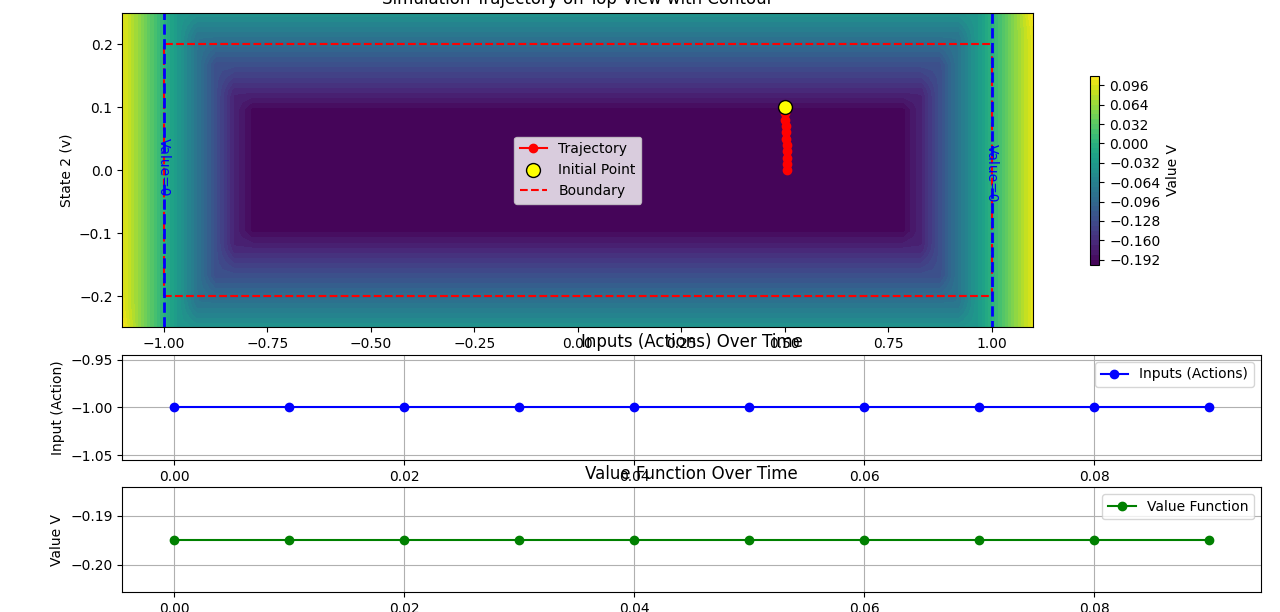 Simulation Trajectory on Top View with Contour
State 2 (v)
0.2
0.1
0.0
−0.1
−0.2
Value=0
Value=0
Trajectory
Initial Point
Boundary
0.096
0.064
0.032
0.000
−0.032
−0.064
−0.096
−0.128
−0.160
−0.192
Value V
−1.00 −0.75 −0.50 −0.25 0.00 0.25 0.50 0.75 1.00
Inputs (Actions) Over Time
Input (Action)
−0.95
−1.00
−1.05
Inputs (Actions)
0.00 0.02 0.04 0.06 0.08
Value Function Over Time
Value V
−0.19
−0.20
Value Function
0.00 0.02 0.04 0.06 0.08